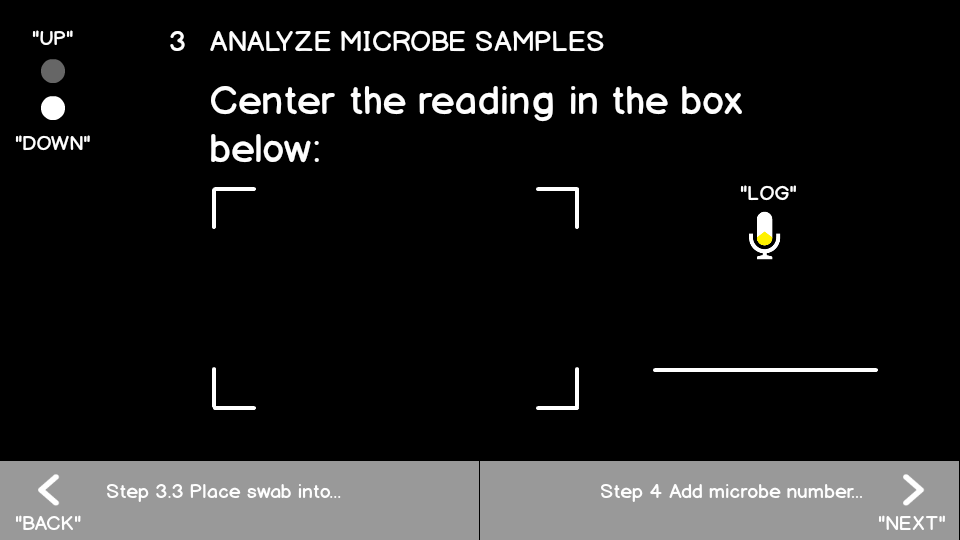 "UP"
3 ANALYZE MICROBE SAMPLES
Center the reading in the box
below:
"DOWN"
"LOG"
Step 3.3 Place swab into...
Step 4 Add microbe number...
"BACK"
"NEXT"